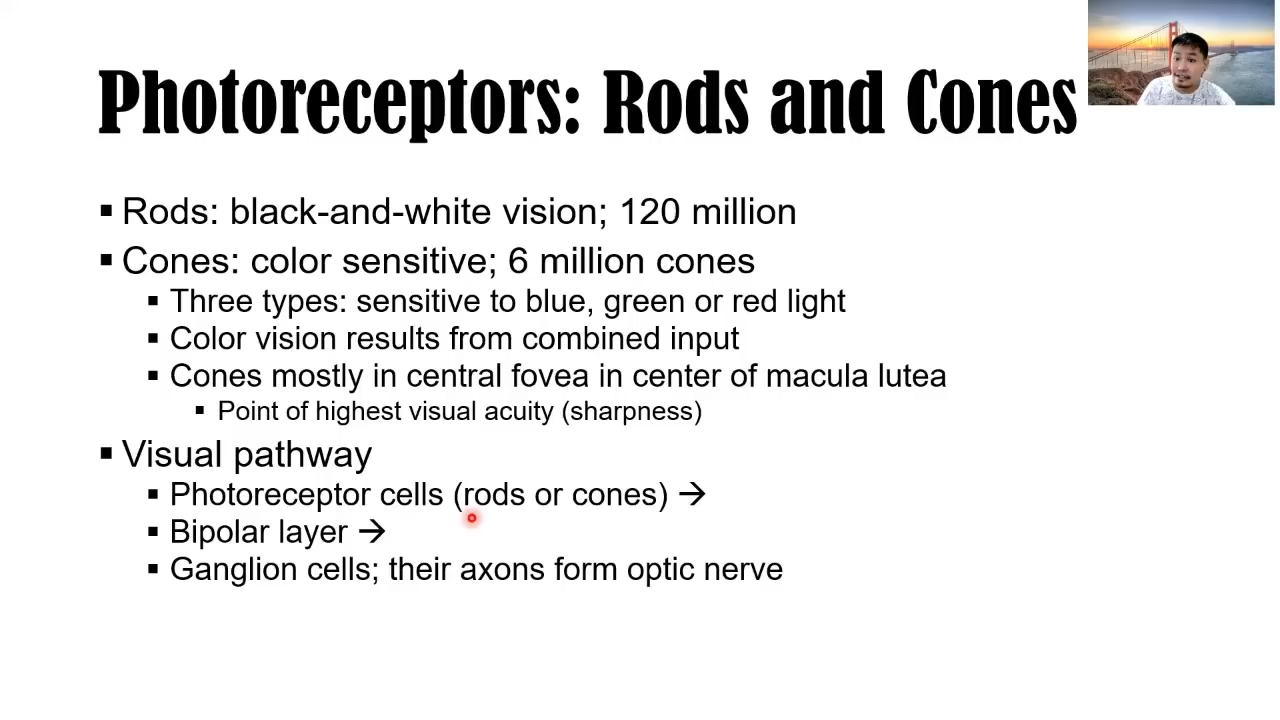 Photoreceptors: Rods and Cones
▪ Rods: black-and-white vision; 120 million
▪ Cones: color sensitive; 6 million cones
▪ Three types: sensitive to blue, green or red light
▪ Color vision results from combined input
▪ Cones mostly in central fovea in center of macula lutea
▪ Point of highest visual acuity (sharpness)
▪ Visual pathway
▪ Photoreceptor cells (rods or cones) →
▪ Bipolar layer →
▪ Ganglion cells; their axons form optic nerve